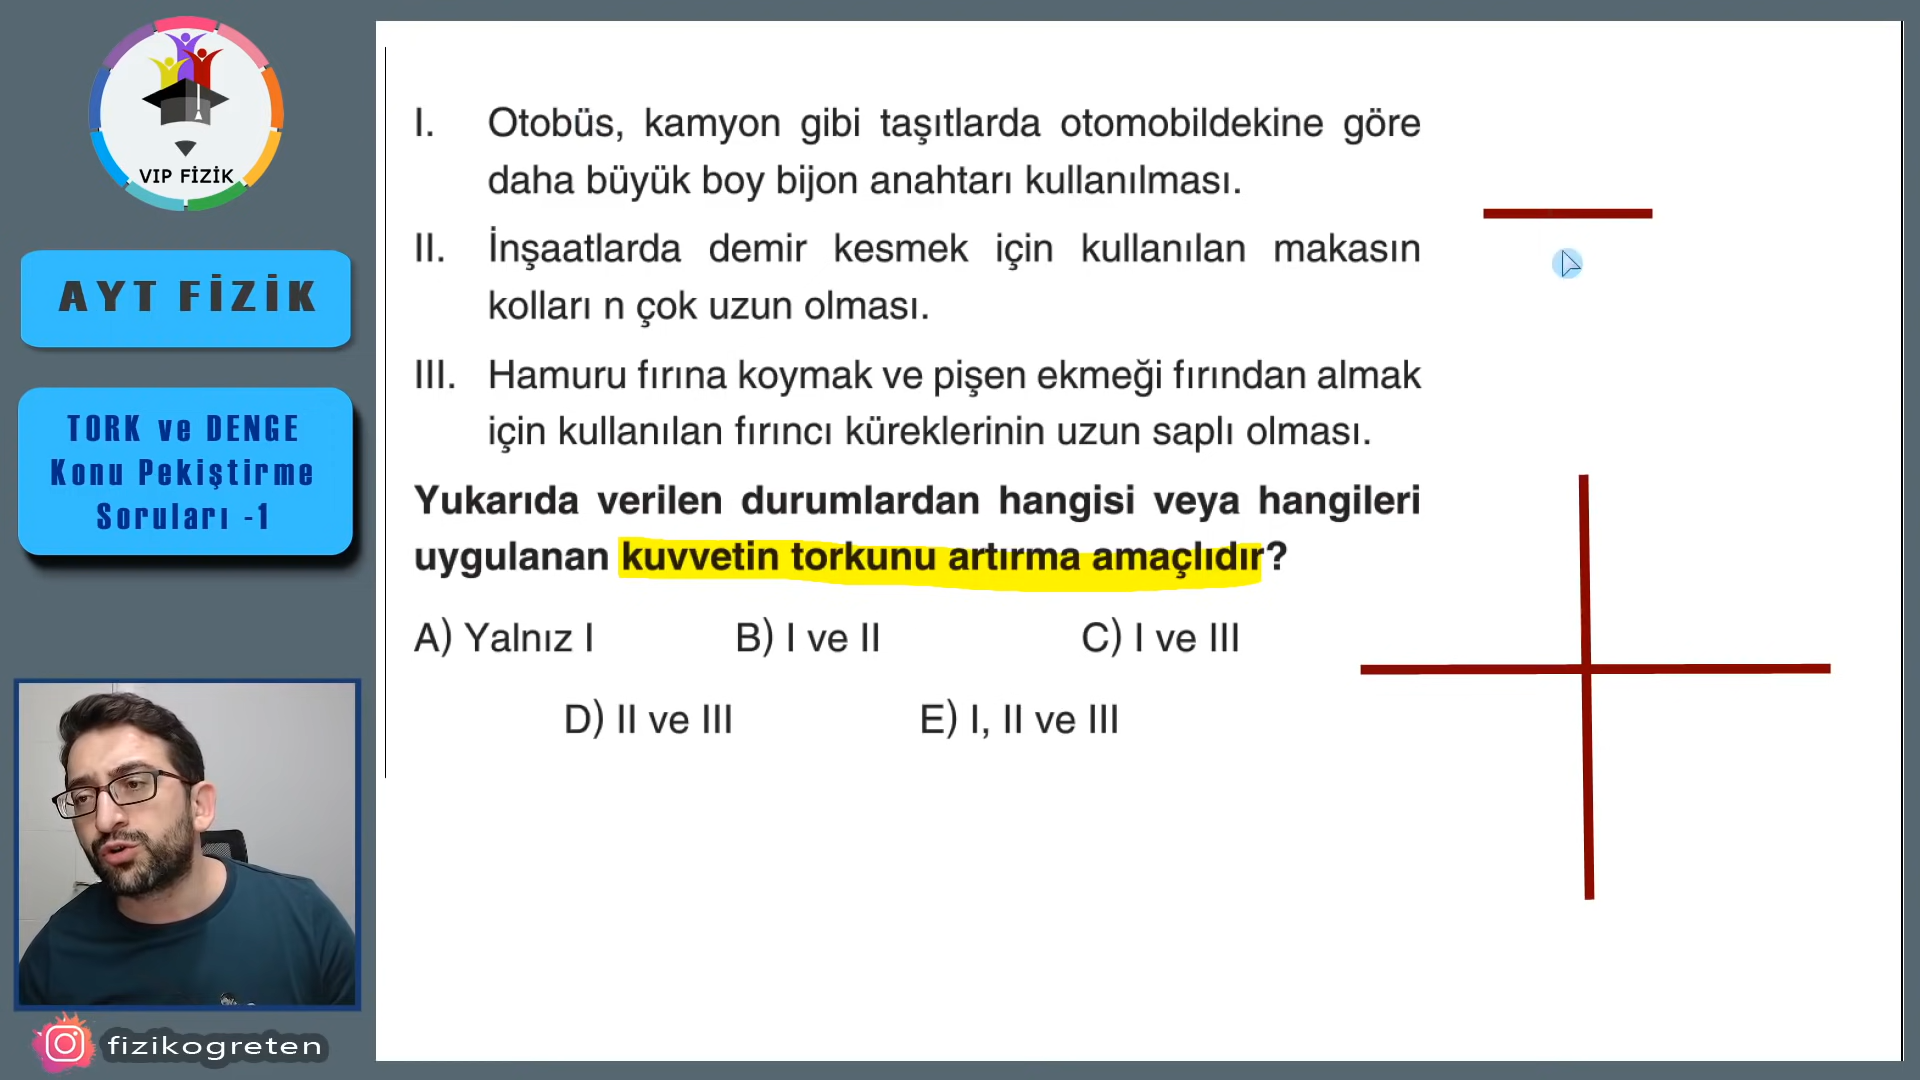 VIP FİZİK
AYT FİZİK
TORK ve DENGE
Konu Pekiştirme
Soruları -1
fizikogreten
I. Otobüs, kamyon gibi taşıtlarda otomobildekine göre
daha büyük boy bijon anahtarı kullanılması.
II. İnşaatlarda demir kesmek için kullanılan makasın
kolları n çok uzun olması.
III. Hamuru fırına koymak ve pişen ekmeği fırından almak
için kullanılan fırıncı küreklerinin uzun saplı olması.
Yukarıda verilen durumlardan hangisi veya hangileri
uygulanan kuvvetin torkunu artırma amaçlıdır?
A) Yalnız I B) I ve II C) I ve III
D) II ve III E) I, II ve III